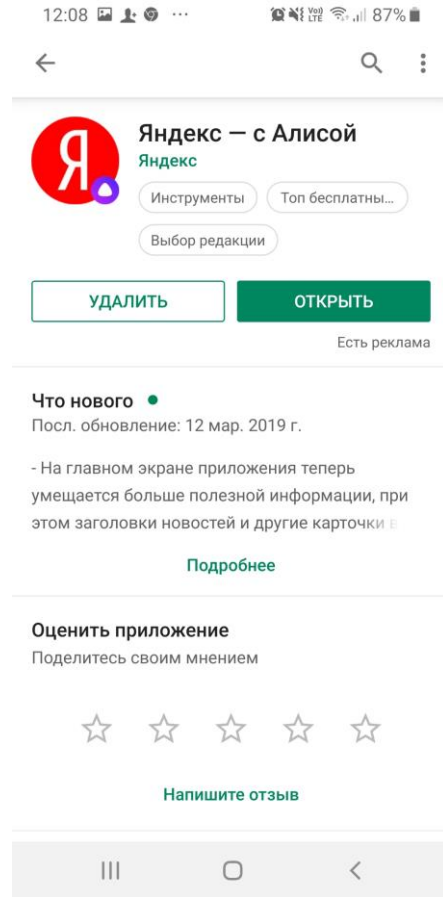 12:08 ... Vo) LTE 87%
Яндекс — с Алисой
Яндекс
Инструменты Топ бесплатны...
Выбор редакции
УДАЛИТЬ ОТКРЫТЬ
Есть реклама
Что нового
Посл. обновление: 12 мар. 2019 г.
- На главном экране приложения теперь
умещается больше полезной информации, при
этом заголовки новостей и другие карточки в
Подробнее
Оценить приложение
Поделитесь своим мнением
Напишите отзыв